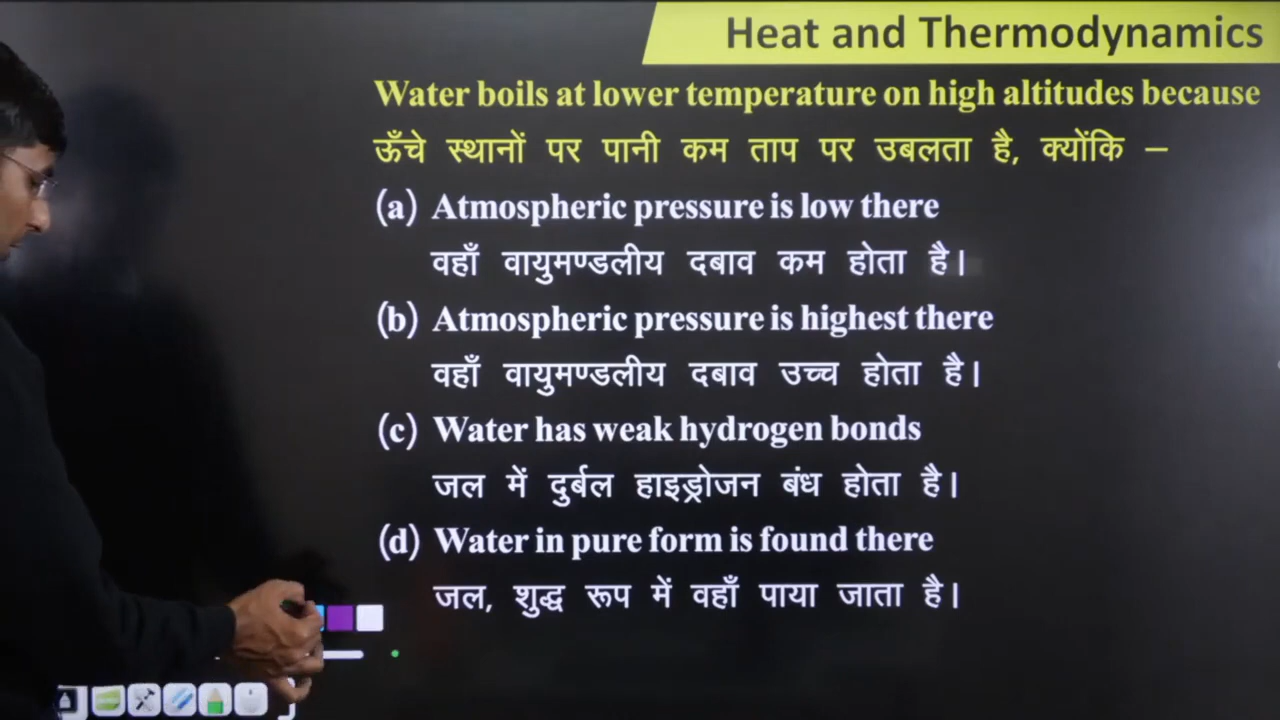 Heat and Thermodynamics
Water boils at lower temperature on high altitudes because
ऊँचे स्थानों पर पानी कम ताप पर उबलता है, क्योंकि –
(a) Atmospheric pressure is low there
वहाँ वायुमण्डलीय दबाव कम होता है।
(b) Atmospheric pressure is highest there
वहाँ वायुमण्डलीय दबाव उच्च होता है।
(c) Water has weak hydrogen bonds
जल में दुर्बल हाइड्रोजन बंध होता है।
(d) Water in pure form is found there
जल, शुद्ध रूप में वहाँ पाया जाता है।